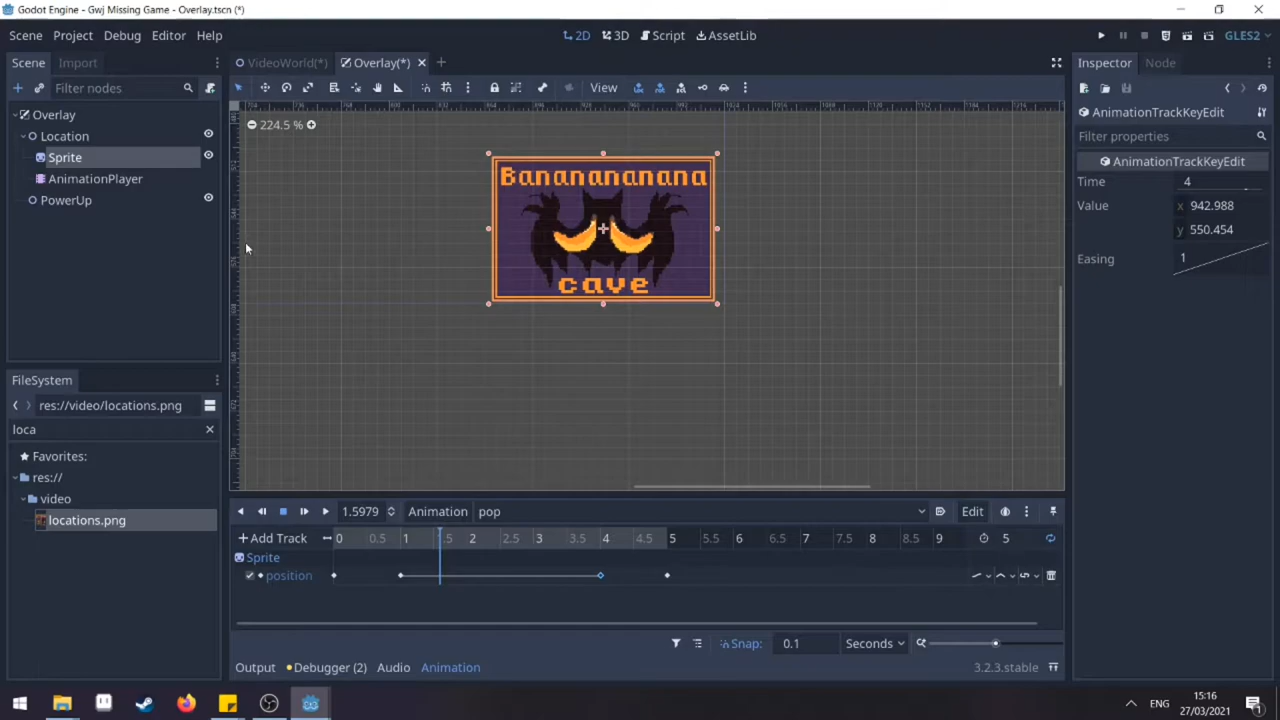 Godot Engine - Gwj Missing Game - Overlay.tscn (*)
Scene Project Debug Editor Help
2D 3D Script AssetLib
GLES2
Scene Import
VideoWorld(*) Overlay(*)
Inspector Node
Filter nodes
View
AnimationTrackKeyEdit
Overlay
224.5 %
Filter properties
Location
AnimationTrackKeyEdit
Sprite
Time 4
AnimationPlayer
Value x 942.988
PowerUp
y 550.454
Easing 1
Bananananana
cave
FileSystem
res://video/locations.png
loca
Favorites:
res://
video
locations.png
1.5979 Animation pop Edit
Add Track 0 0.5 1 1.5 2 2.5 3 3.5 4 4.5 5 5.5 6 6.5 7 7.5 8 8.5 9 5
Sprite
position
Snap: 0.1 Seconds
Output Debugger (2) Audio Animation
3.2.3.stable
ENG
15:16
27/03/2021
1